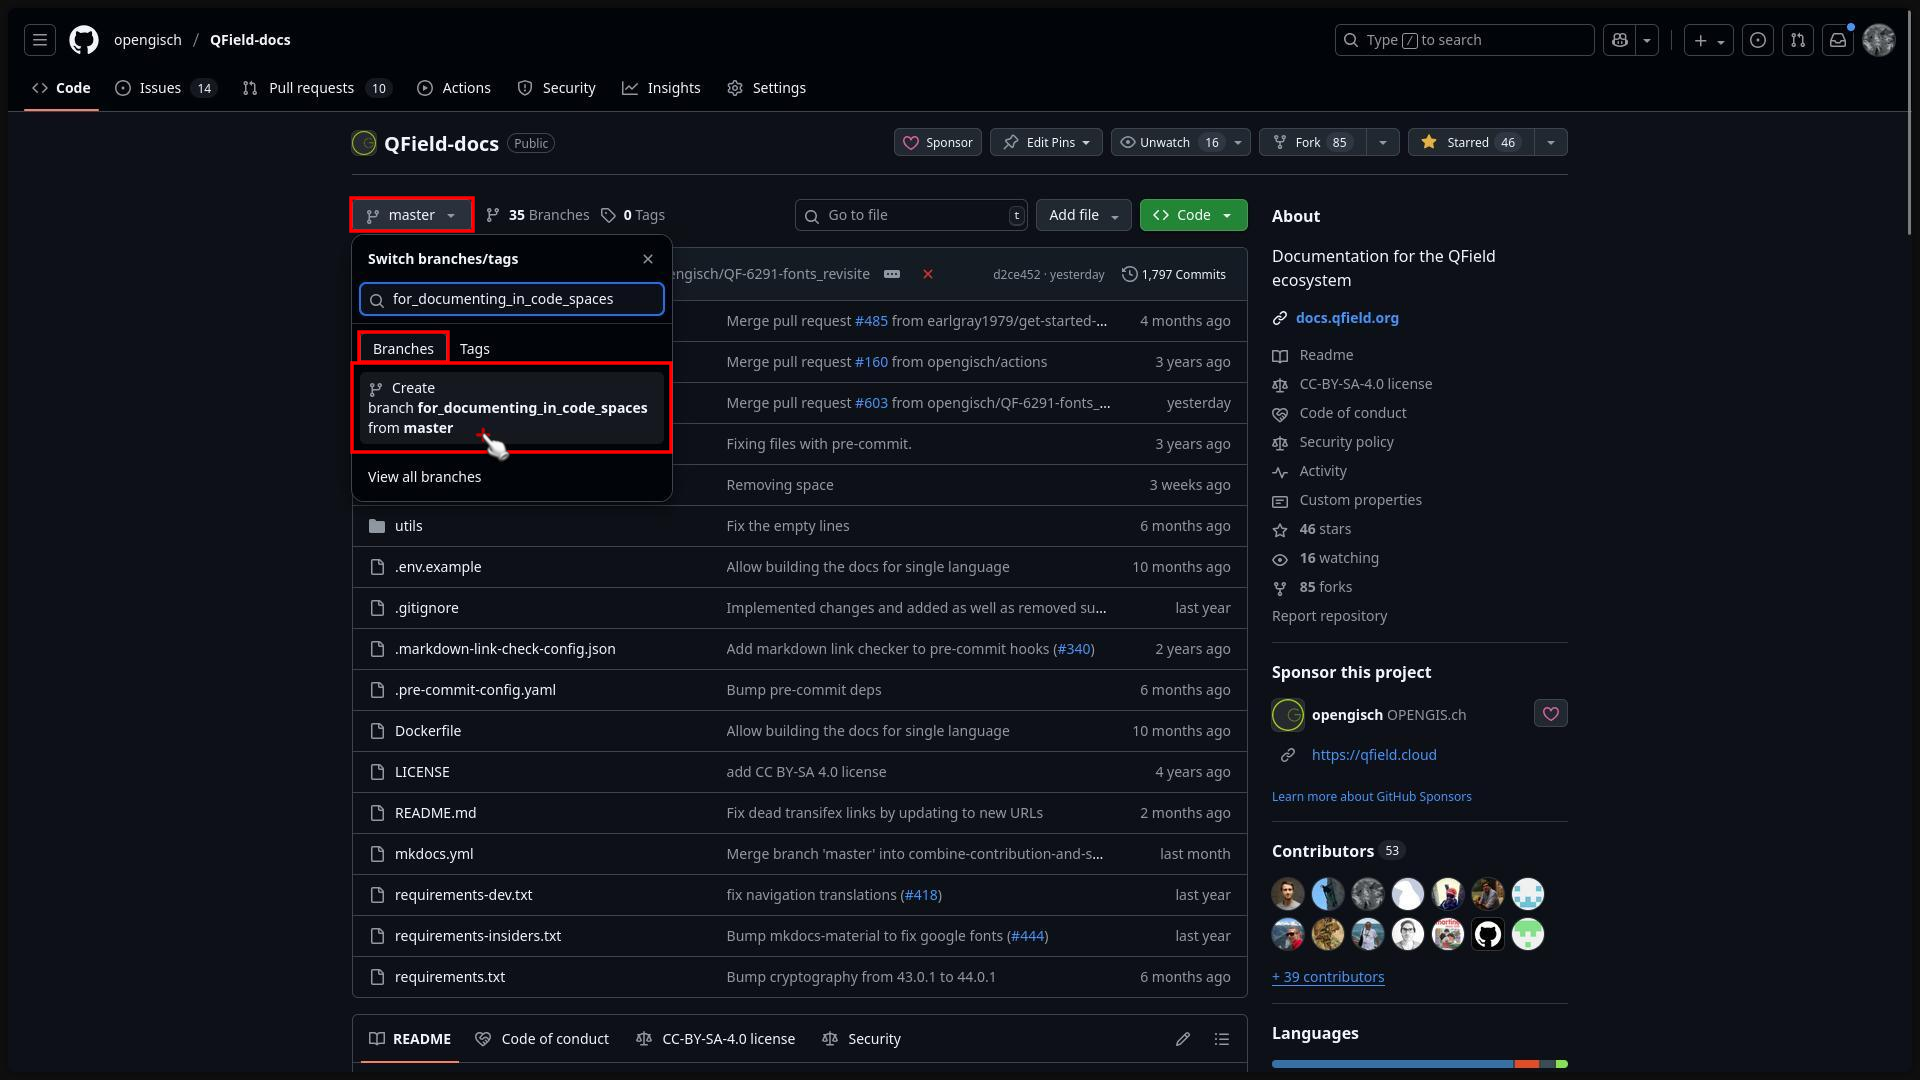 opengisch / QField-docs
Type / to search
Code
Issues 14
Pull requests 10
Actions
Security
Insights
Settings
QField-docs Public
Sponsor
Edit Pins
Unwatch 16
Fork 85
Starred 46
master
35 Branches
0 Tags
Go to file t
Add file
Code
Switch branches/tags
for_documenting_in_code_spaces
Branches Tags
Create
branch for_documenting_in_code_spaces
from master
View all branches
engisch/QF-6291-fonts_revisite
d2ce452 · yesterday
1,797 Commits
Merge pull request #485 from earlgray1979/get-started-... 4 months ago
Merge pull request #160 from opengisch/actions 3 years ago
Merge pull request #603 from opengisch/QF-6291-fonts_... yesterday
Fixing files with pre-commit. 3 years ago
Removing space 3 weeks ago
utils Fix the empty lines 6 months ago
.env.example Allow building the docs for single language 10 months ago
.gitignore Implemented changes and added as well as removed su... last year
.markdown-link-check-config.json Add markdown link checker to pre-commit hooks (#340) 2 years ago
.pre-commit-config.yaml Bump pre-commit deps 6 months ago
Dockerfile Allow building the docs for single language 10 months ago
LICENSE add CC BY-SA 4.0 license 4 years ago
README.md Fix dead transifex links by updating to new URLs 2 months ago
mkdocs.yml Merge branch 'master' into combine-contribution-and-s... last month
requirements-dev.txt fix navigation translations (#418) last year
requirements-insiders.txt Bump mkdocs-material to fix google fonts (#444) last year
requirements.txt Bump cryptography from 43.0.1 to 44.0.1 6 months ago
README
Code of conduct
CC-BY-SA-4.0 license
Security
About
Documentation for the QField
ecosystem
docs.qfield.org
Readme
CC-BY-SA-4.0 license
Code of conduct
Security policy
Activity
Custom properties
46 stars
16 watching
85 forks
Report repository
Sponsor this project
opengisch OPENGIS.ch
https://qfield.cloud
Learn more about GitHub Sponsors
Contributors 53
+ 39 contributors
Languages